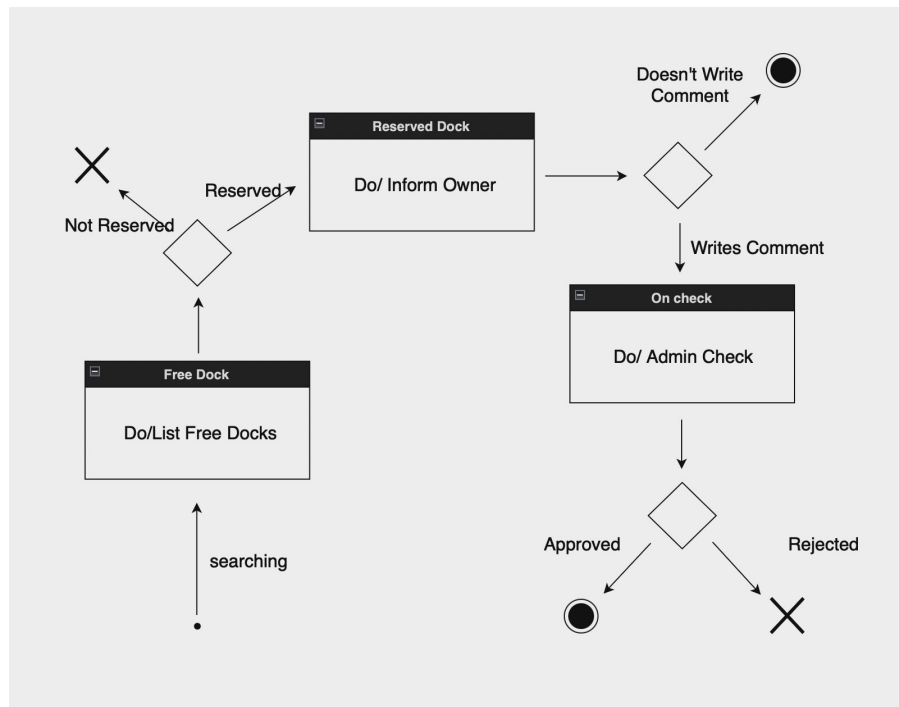 Doesn't Write
Comment
Reserved Dock
Do/ Inform Owner
Reserved
Not Reserved
Writes Comment
On check
Do/ Admin Check
Free Dock
Do/List Free Docks
searching
Approved
Rejected